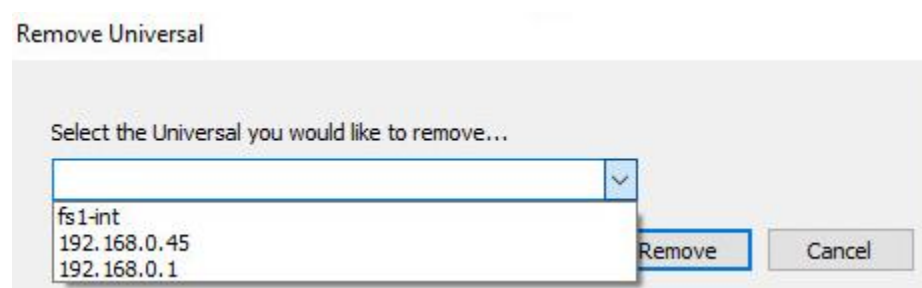 Remove Universal
Select the Universal you would like to remove...
fs1-int
192.168.0.45
192.168.0.1
Remove
Cancel